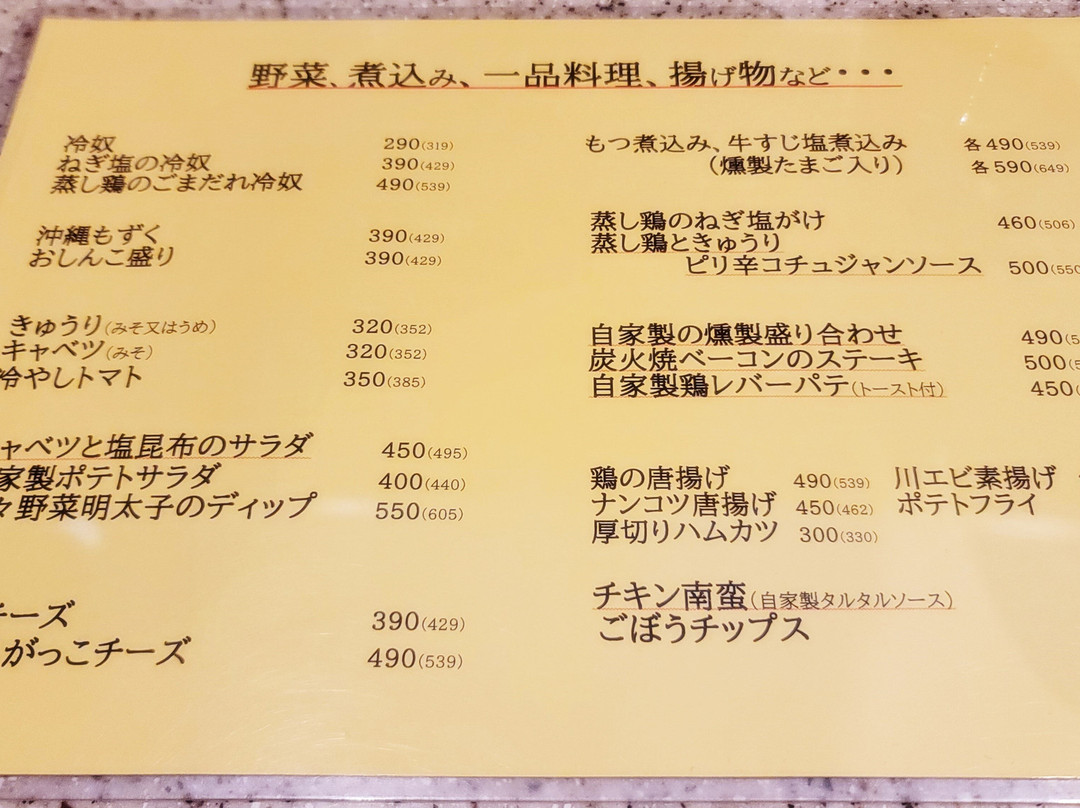 野菜、煮込み、一品料理、揚げ物など・・・
冷奴 290(319)
ねぎ塩の冷奴 390(429)
蒸し鶏のごまだれ冷奴 490(539)
沖縄もずく 390(429)
おしんこ盛り 390(429)
きゅうり(みそ又はうめ) 320(352)
キャベツ(みそ) 320(352)
冷やしトマト 350(385)
ャベツと塩昆布のサラダ 450(495)
家製ポテトサラダ 400(440)
々野菜明太子のディップ 550(605)
チーズ 390(429)
がっこチーズ 490(539)
もつ煮込み、牛すじ塩煮込み 各490(539)
(燻製たまご入り) 各590(649)
蒸し鶏のねぎ塩がけ 460(506)
蒸し鶏ときゅうり
ピリ辛コチュジャンソース 500(550
自家製の燻製盛り合わせ 490(5
炭火焼ベーコンのステーキ 500(5
自家製鶏レバーパテ(トースト付) 450(
鶏の唐揚げ 490(539) 川エビ素揚げ
ナンコツ唐揚げ 450(462) ポテトフライ
厚切りハムカツ 300(330)
チキン南蛮(自家製タルタルソース)
ごぼうチップス